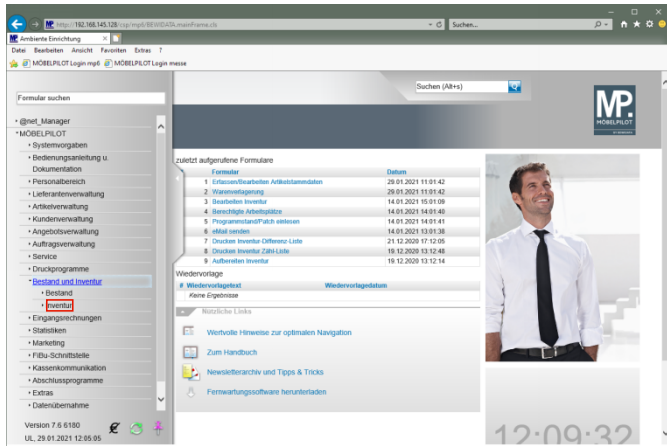 http://192.168.145.128/csp/mp6/BEWIDATA.mainFrame.cls
Suchen...
Ambiente Einrichtung
Datei Bearbeiten Ansicht Favoriten Extras ?
MÖBELPILOT Login mp6 MÖBELPILOT Login messe
Suchen (Alt+s)
Formular suchen
MP.
MÖBELPILOT
@net_Manager
MÖBELPILOT
Systemvorgaben
Bedienungsanleitung u.
Dokumentation
Personalbereich
Lieferantenverwaltung
Artikelverwaltung
Kundenverwaltung
Angebotsverwaltung
Auftragsverwaltung
Service
Druckprogramme
Bestand und Inventur
Bestand
Inventur
Eingangsrechnungen
Statistiken
Marketing
FiBu-Schnittstelle
Kassenkommunikation
Abschlussprogramme
Extras
Datenübernahme
Version 7.6 6180
UL, 29.01.2021 12:05:05
zuletzt aufgerufene Formulare
Formular Datum
1 Erfassen/Bearbeiten Artikelstammdaten 29.01.2021 11:01:42
2 Warenverlagerung 29.01.2021 11:01:42
3 Bearbeiten Inventur 14.01.2021 15:01:09
4 Berechtigte Arbeitsplätze 14.01.2021 14:01:40
5 Programmstand/Patch einlesen 14.01.2021 14:01:41
6 eMail senden 14.01.2021 13:01:38
7 Drucken Inventur-Differenz-Liste 21.12.2020 17:12:05
8 Drucken Inventur Zähl-Liste 19.12.2020 13:12:48
9 Aufbereiten Inventur 19.12.2020 13:12:14
Wiedervorlage
# Wiedervorlagetext Wiedervorlagedatum
Keine Ergebnisse
Nützliche Links
Wertvolle Hinweise zur optimalen Navigation
Zum Handbuch
Newsletterarchiv und Tipps & Tricks
Fernwartungssoftware herunterladen
12:09:32